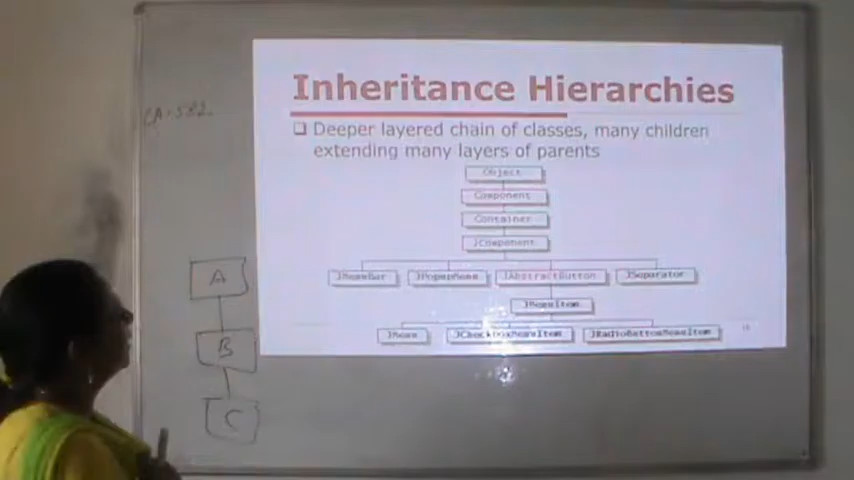 Inheritance Hierarchies
CA-582
❑ Deeper layered chain of classes, many children
extending many layers of parents
Object
Component
Container
JComponent
JMenuBar JPopupMenu JAbstractButton JSeparator
JMenuItem
JMenu JCheckboxMenuItem JRadioButtonMenuItem
A
B
C